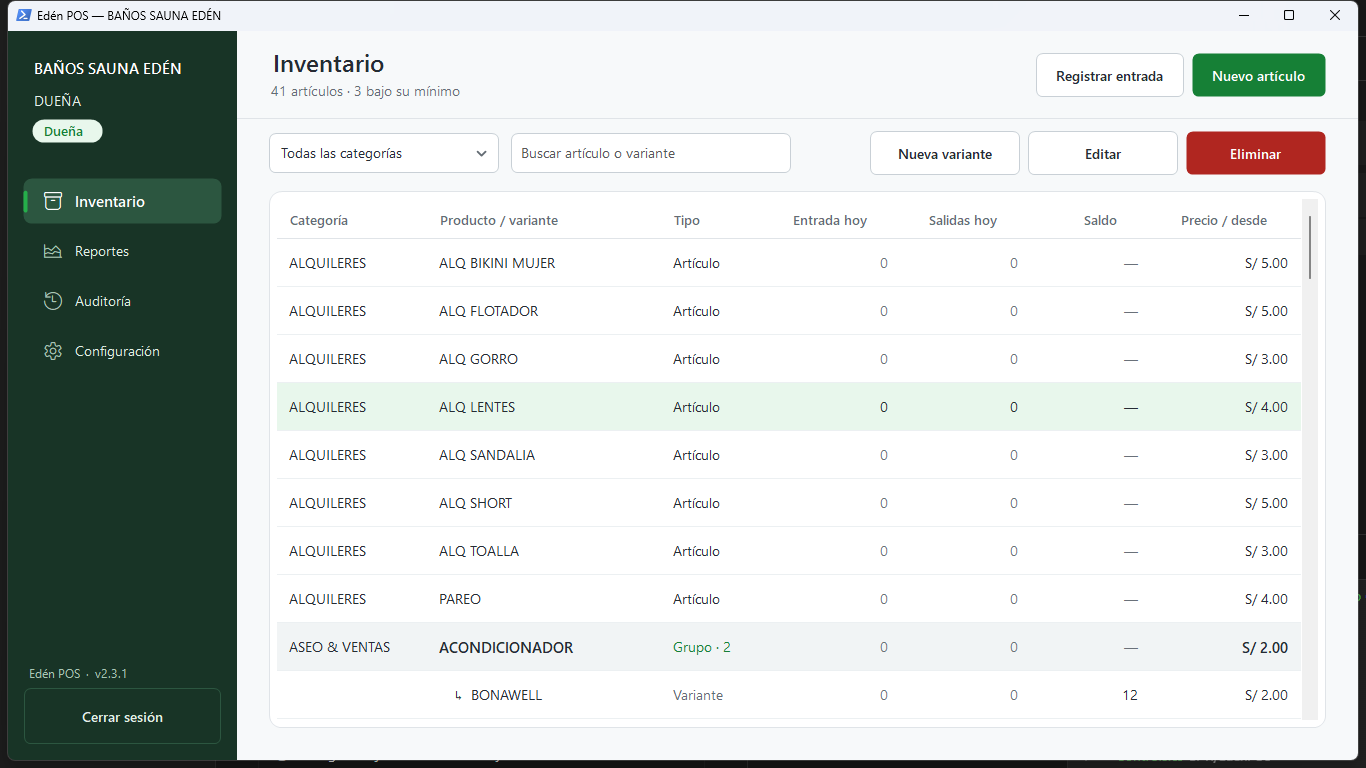 Edén POS — BAÑOS SAUNA EDÉN
BAÑOS SAUNA EDÉN
DUEÑA
Dueña
Inventario
Reportes
Auditoría
Configuración
Edén POS · v2.3.1
Cerrar sesión
Inventario
41 artículos · 3 bajo su mínimo
Registrar entrada
Nuevo artículo
Todas las categorías
Buscar artículo o variante
Nueva variante
Editar
Eliminar
Categoría Producto / variante Tipo Entrada hoy Salidas hoy Saldo Precio / desde
ALQUILERES ALQ BIKINI MUJER Artículo 0 0 — S/ 5.00
ALQUILERES ALQ FLOTADOR Artículo 0 0 — S/ 5.00
ALQUILERES ALQ GORRO Artículo 0 0 — S/ 3.00
ALQUILERES ALQ LENTES Artículo 0 0 — S/ 4.00
ALQUILERES ALQ SANDALIA Artículo 0 0 — S/ 3.00
ALQUILERES ALQ SHORT Artículo 0 0 — S/ 5.00
ALQUILERES ALQ TOALLA Artículo 0 0 — S/ 3.00
ALQUILERES PAREO Artículo 0 0 — S/ 4.00
ASEO & VENTAS ACONDICIONADOR Grupo · 2 0 0 — S/ 2.00
↳ BONAWELL Variante 0 0 12 S/ 2.00